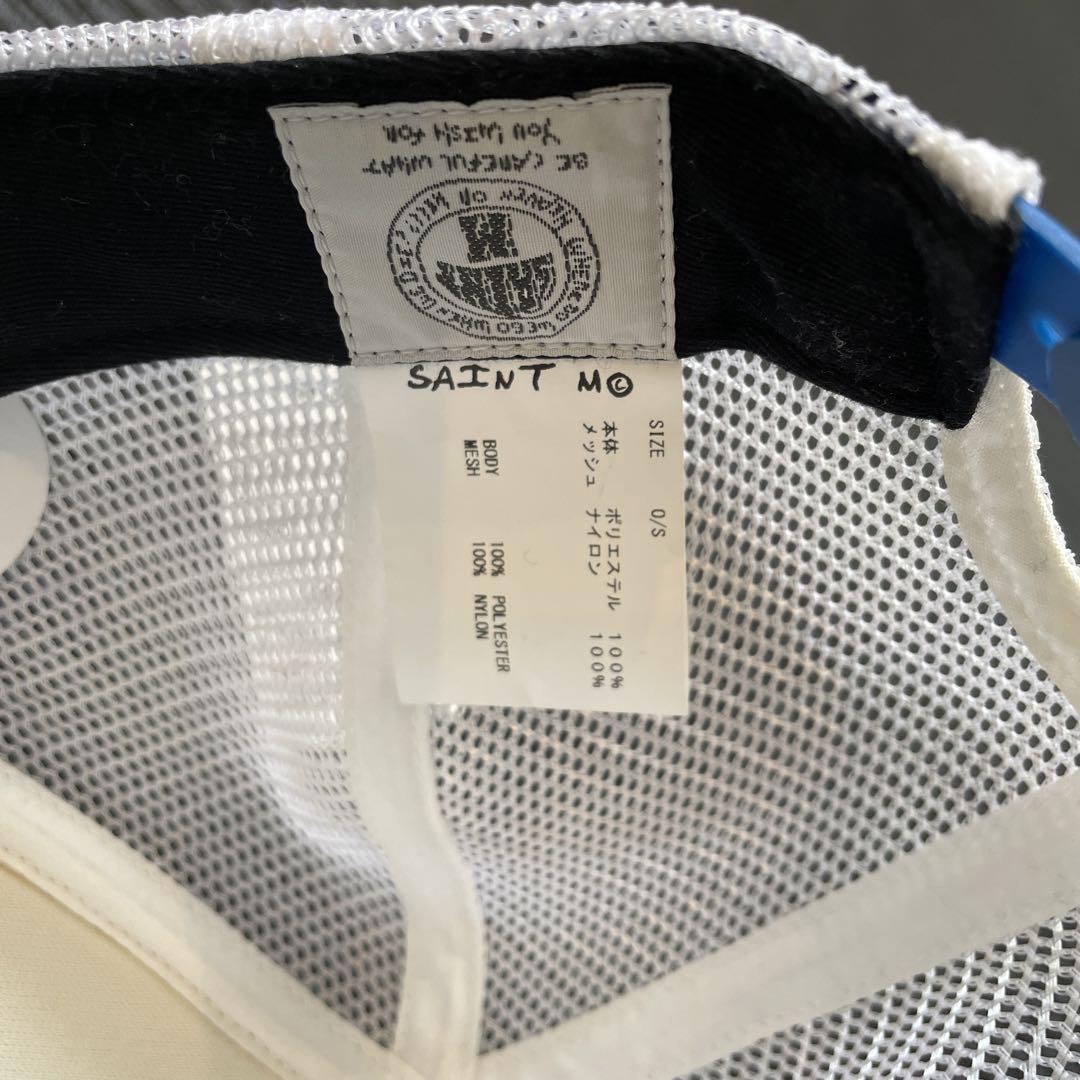 BE CAREFUL WHAT
YOU WISH FOR
SAINT M©
SIZE O/S
本体 ポリエステル 100%
メッシュ ナイロン 100%
BODY 100% POLYESTER
MESH 100% NYLON